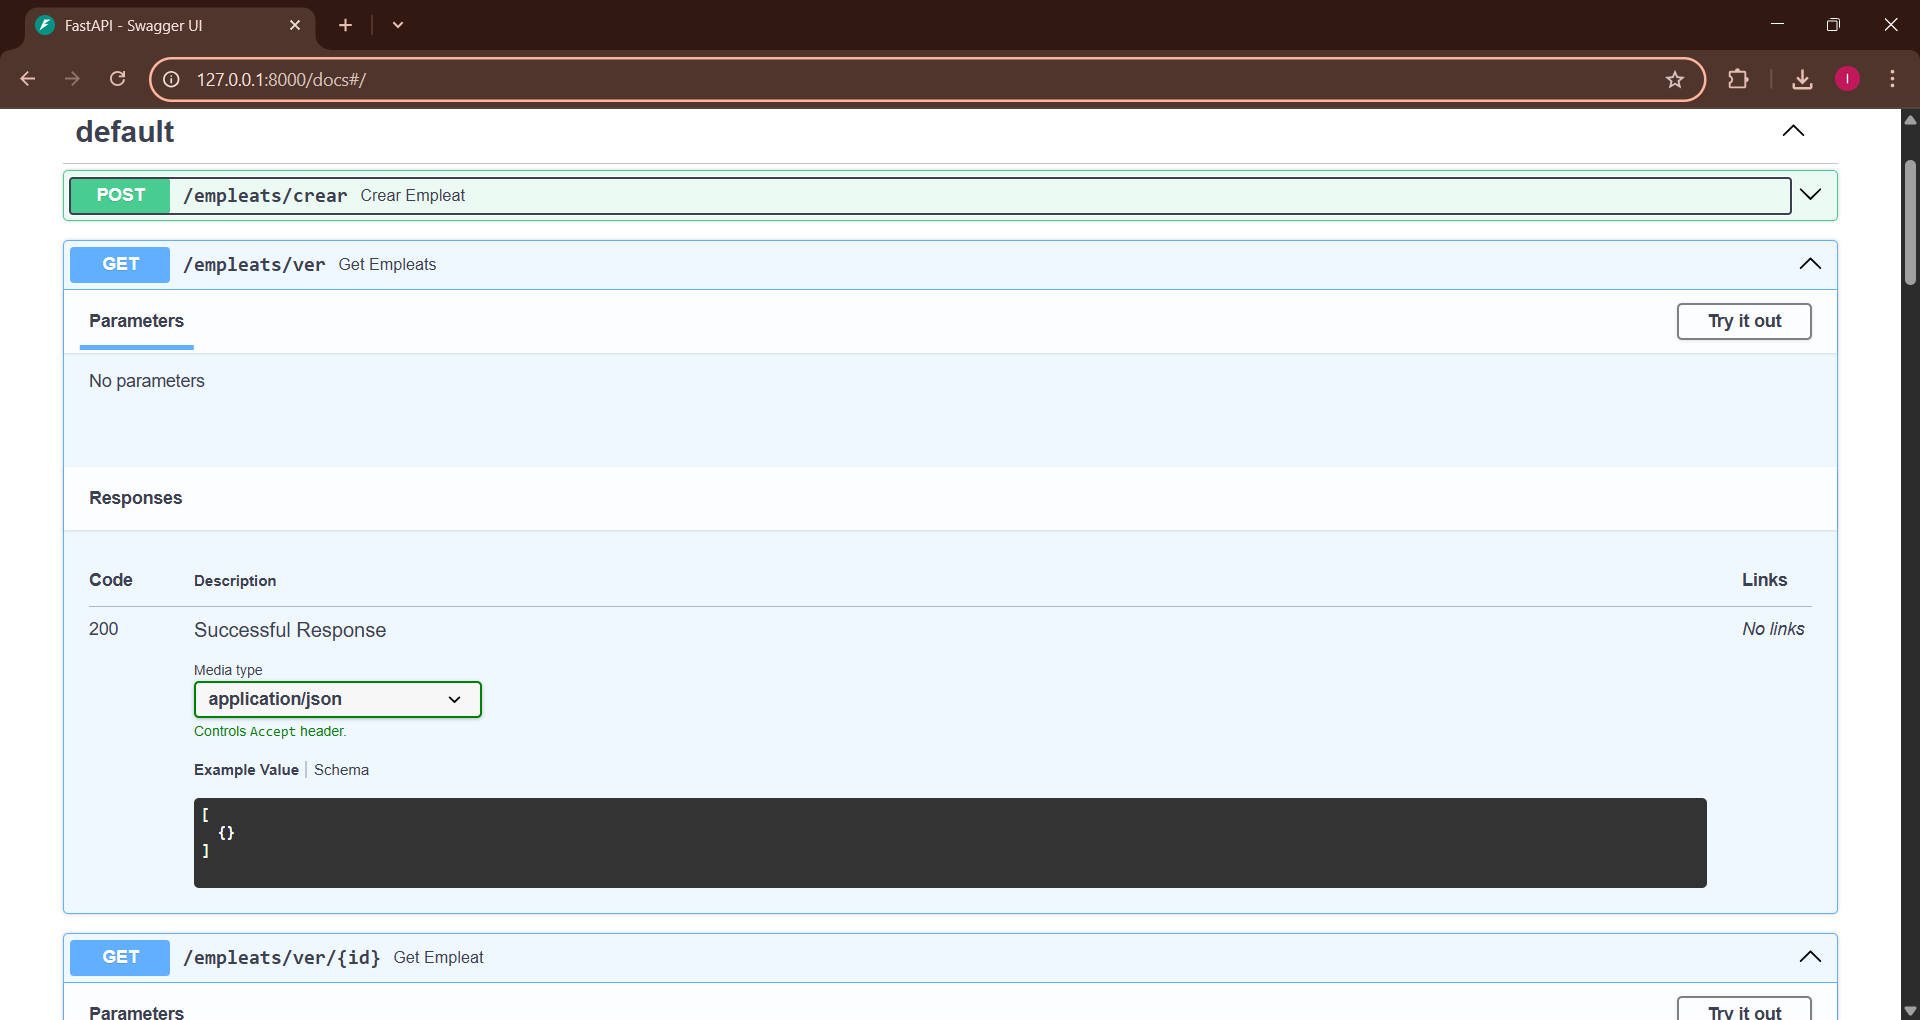 FastAPI - Swagger UI
127.0.0.1:8000/docs#/
I
default
POST /empleats/crear Crear Empleat
GET /empleats/ver Get Empleats
Parameters Try it out
No parameters
Responses
Code Description Links
200 Successful Response No links
Media type
application/json
Controls Accept header.
Example Value Schema
[
{}
]
GET /empleats/ver/{id} Get Empleat
Parameters Try it out